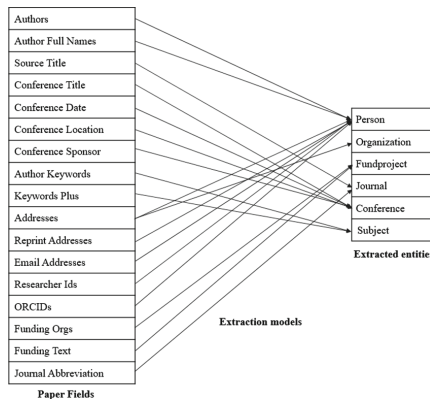 Authors
Author Full Names
Source Title
Conference Title
Conference Date
Conference Location
Conference Sponsor
Author Keywords
Keywords Plus
Addresses
Reprint Addresses
Email Addresses
Researcher Ids
ORCIDs
Funding Orgs
Funding Text
Journal Abbreviation
Paper Fields
Person
Organization
Fundproject
Journal
Conference
Subject
Extracted entitie
Extraction models